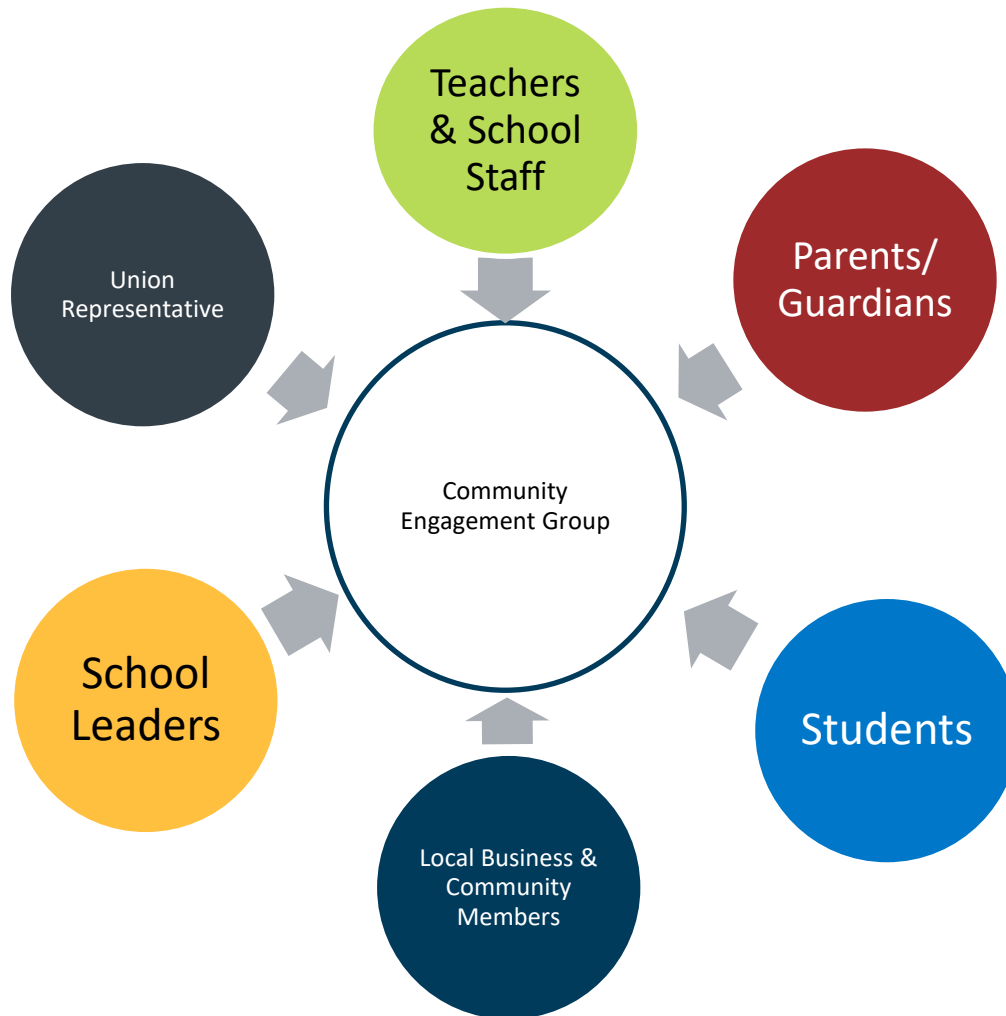 Teachers
& School
Staff
Parents/
Guardians
Union
Representative
Community
Engagement Group
School
Leaders
Students
Local Business &
Community
Members